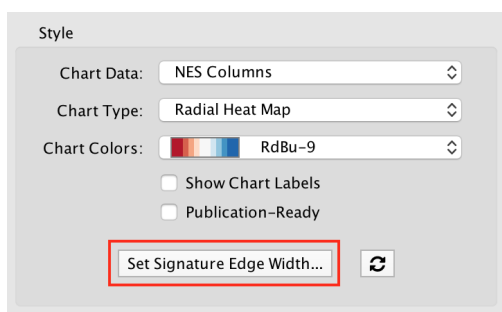 Style
Chart Data: NES Columns
Chart Type: Radial Heat Map
Chart Colors: RdBu-9
Show Chart Labels
Publication-Ready
Set Signature Edge Width...